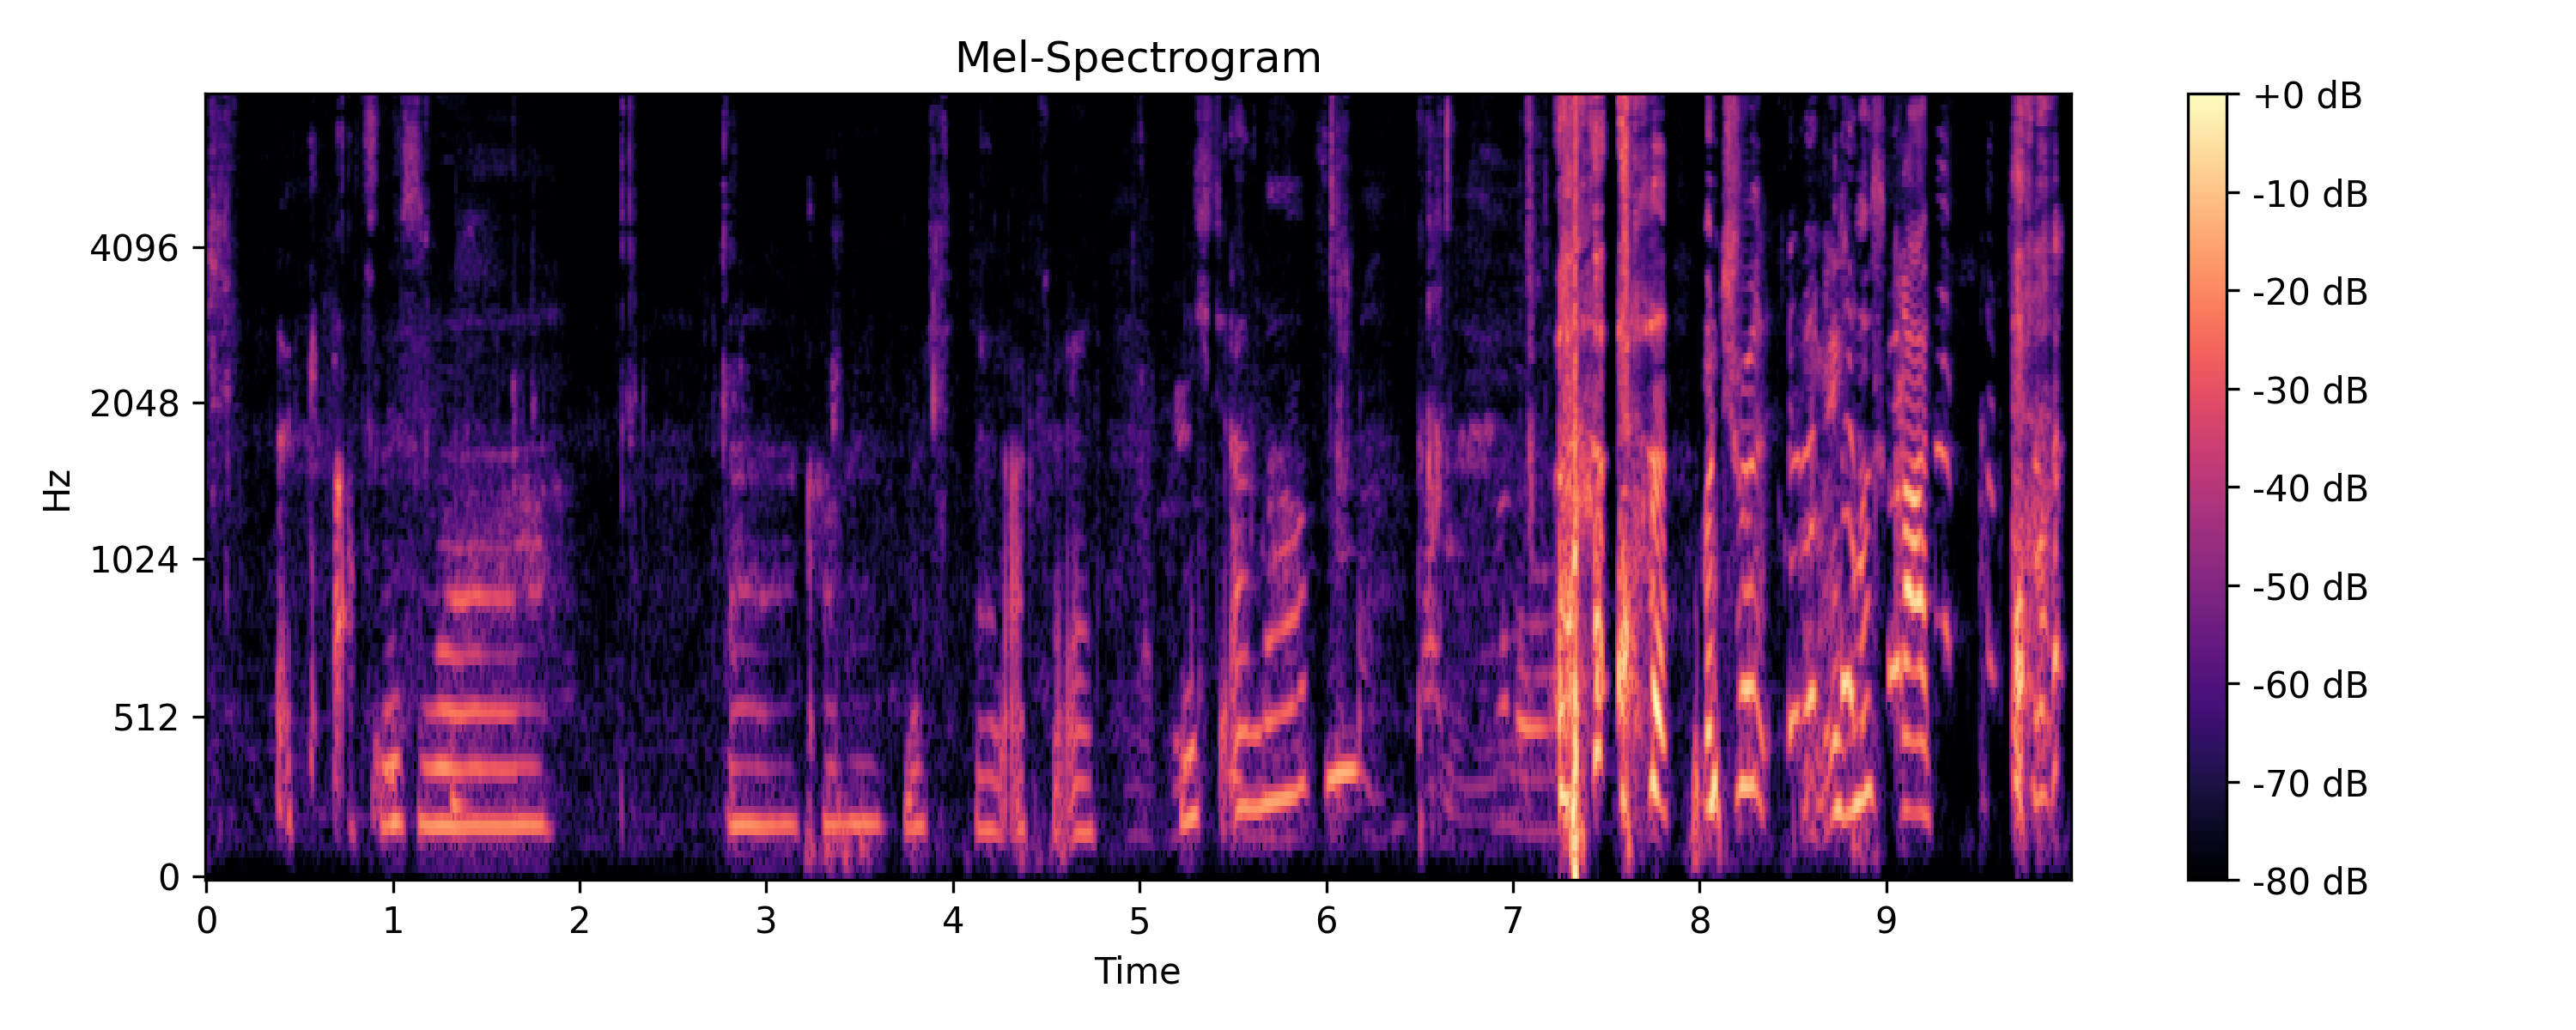 Mel-Spectrogram
+0 dB
-10 dB
-20 dB
-30 dB
-40 dB
-50 dB
-60 dB
-70 dB
-80 dB
Hz
4096
2048
1024
512
0
0 1 2 3 4 5 6 7 8 9
Time